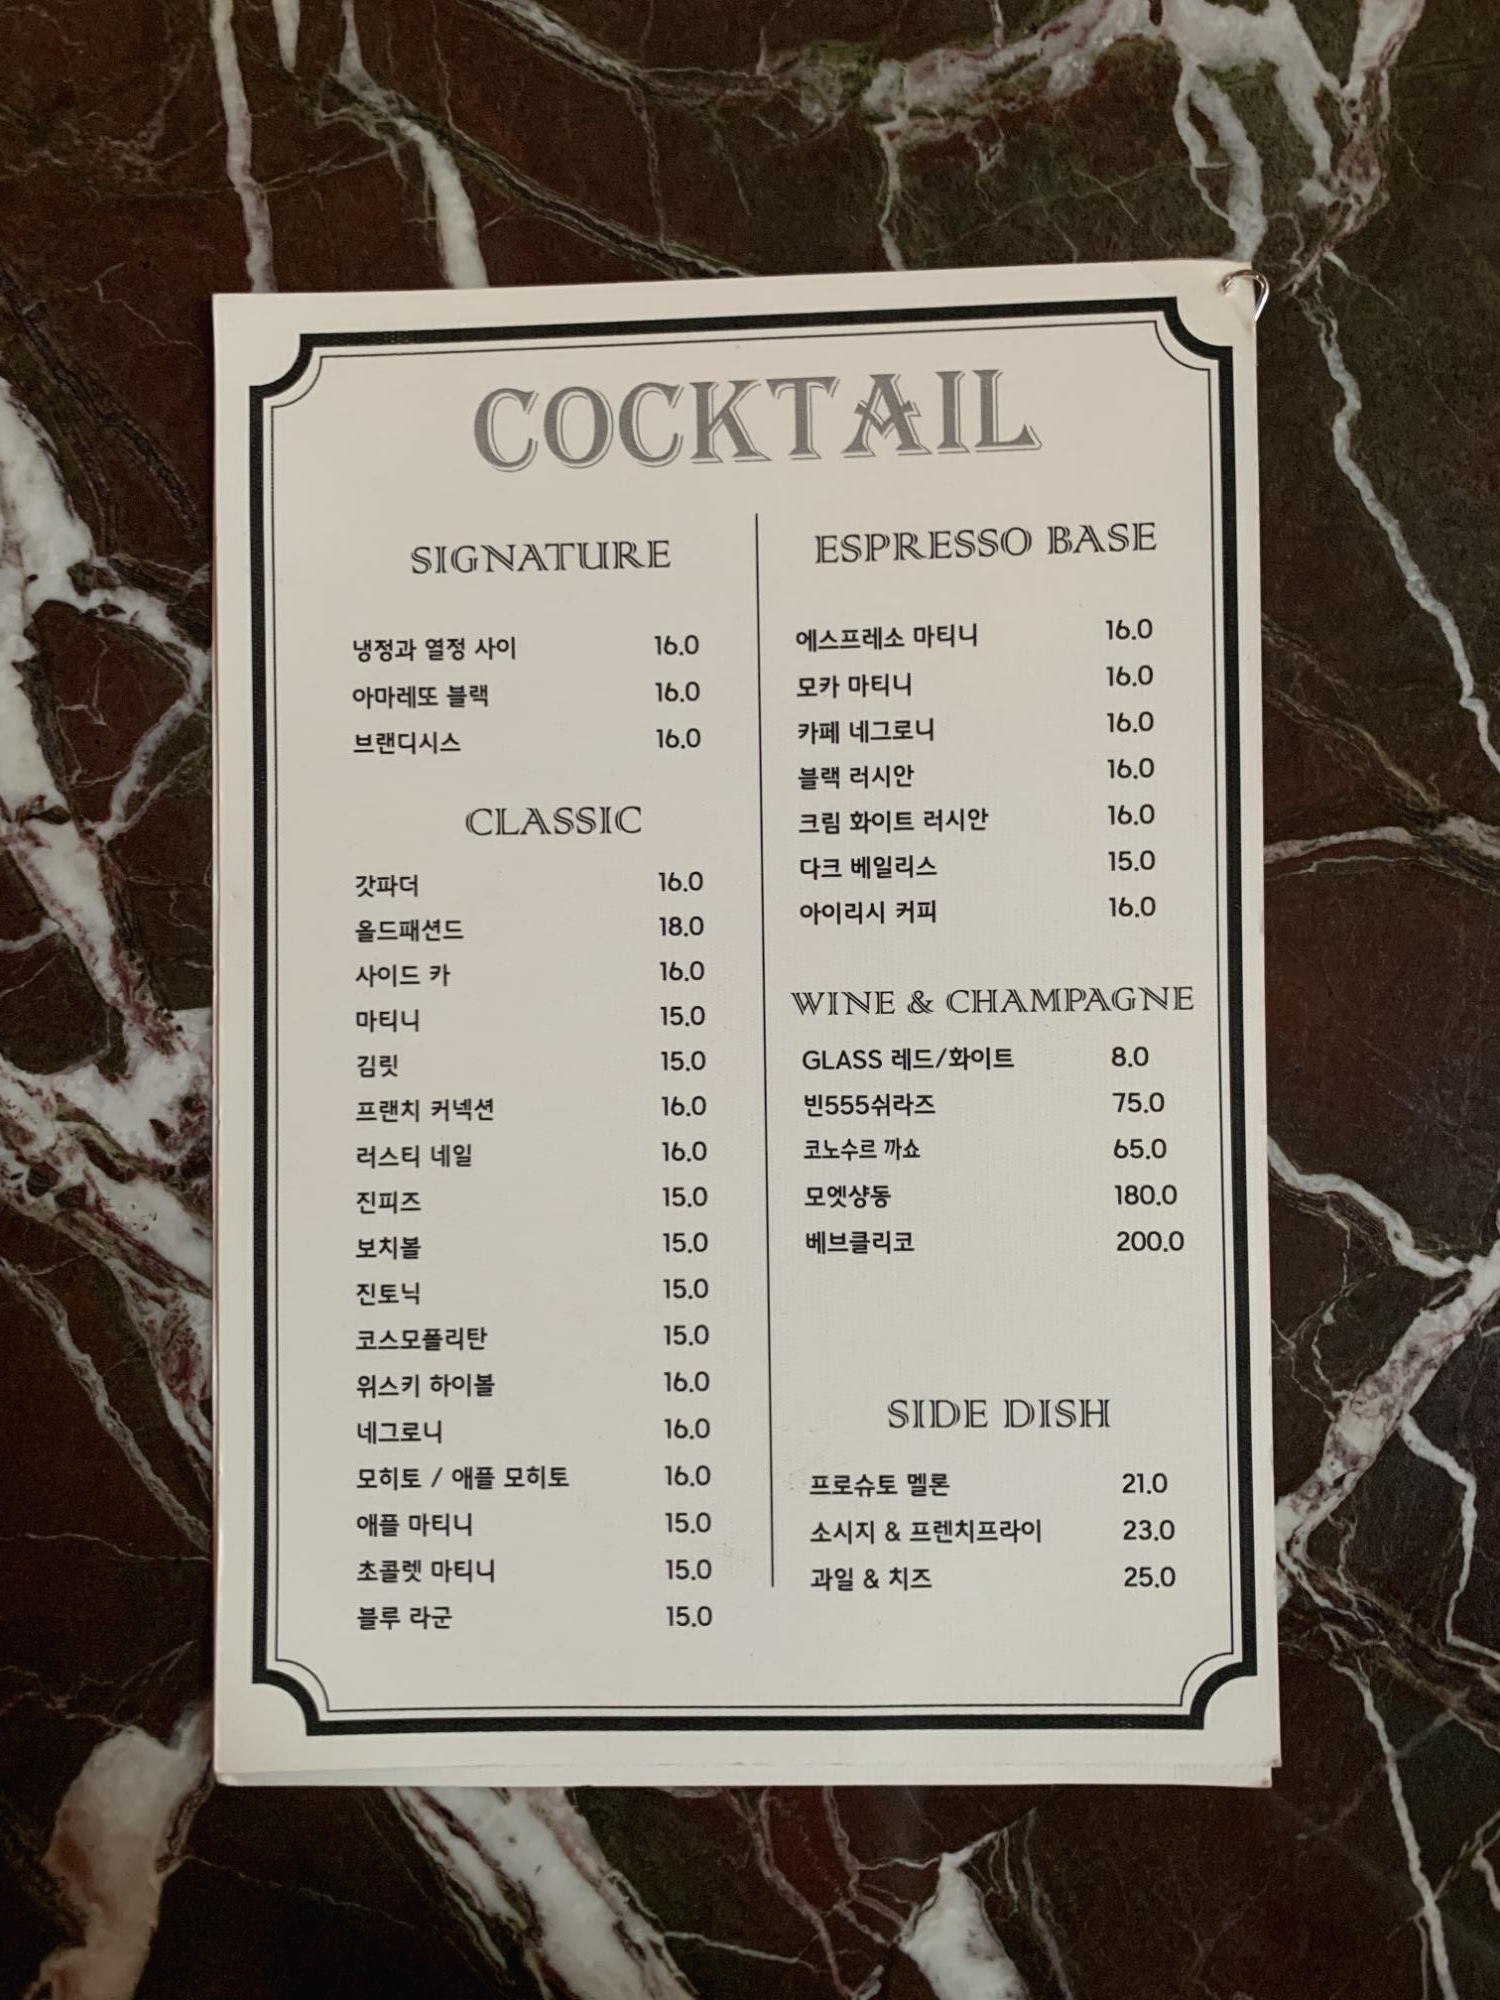 COCKTAIL
SIGNATURE
냉정과 열정 사이 16.0
아마레또 블랙 16.0
브랜디시스 16.0
CLASSIC
갓파더 16.0
올드패션드 18.0
사이드 카 16.0
마티니 15.0
김릿 15.0
프랜치 커넥션 16.0
러스티 네일 16.0
진피즈 15.0
보치볼 15.0
진토닉 15.0
코스모폴리탄 15.0
위스키 하이볼 16.0
네그로니 16.0
모히토 / 애플 모히토 16.0
애플 마티니 15.0
초콜렛 마티니 15.0
블루 라군 15.0
ESPRESSO BASE
에스프레소 마티니 16.0
모카 마티니 16.0
카페 네그로니 16.0
블랙 러시안 16.0
크림 화이트 러시안 16.0
다크 베일리스 15.0
아이리시 커피 16.0
WINE & CHAMPAGNE
GLASS 레드/화이트 8.0
빈555쉬라즈 75.0
코노수르 까쇼 65.0
모엣샹동 180.0
베브클리코 200.0
SIDE DISH
프로슈토 멜론 21.0
소시지 & 프렌치프라이 23.0
과일 & 치즈 25.0